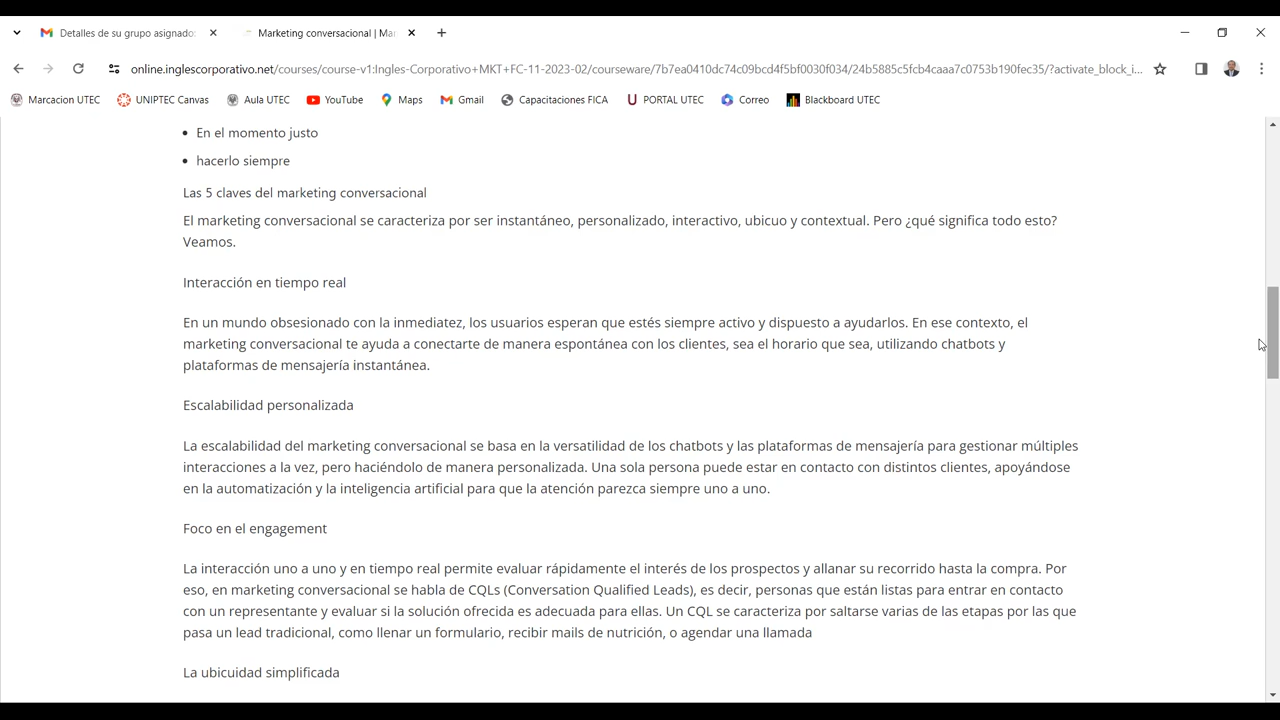 Detalles de su grupo asignado
Marketing conversacional | Mar
online.inglescorporativo.net/courses/course-v1:Ingles-Corporativo+MKT+FC-11-2023-02/courseware/7b7ea0410dc74c09bcd4f5bf0030f034/24b5885c5fcb4caaa7c0753b190fec35/?activate_block_i...
Marcacion UTEC UNIPTEC Canvas Aula UTEC YouTube Maps Gmail Capacitaciones FICA PORTAL UTEC Correo Blackboard UTEC
En el momento justo
hacerlo siempre
Las 5 claves del marketing conversacional
El marketing conversacional se caracteriza por ser instantáneo, personalizado, interactivo, ubicuo y contextual. Pero ¿qué significa todo esto?
Veamos.
Interacción en tiempo real
En un mundo obsesionado con la inmediatez, los usuarios esperan que estés siempre activo y dispuesto a ayudarlos. En ese contexto, el
marketing conversacional te ayuda a conectarte de manera espontánea con los clientes, sea el horario que sea, utilizando chatbots y
plataformas de mensajería instantánea.
Escalabilidad personalizada
La escalabilidad del marketing conversacional se basa en la versatilidad de los chatbots y las plataformas de mensajería para gestionar múltiples
interacciones a la vez, pero haciéndolo de manera personalizada. Una sola persona puede estar en contacto con distintos clientes, apoyándose
en la automatización y la inteligencia artificial para que la atención parezca siempre uno a uno.
Foco en el engagement
La interacción uno a uno y en tiempo real permite evaluar rápidamente el interés de los prospectos y allanar su recorrido hasta la compra. Por
eso, en marketing conversacional se habla de CQLs (Conversation Qualified Leads), es decir, personas que están listas para entrar en contacto
con un representante y evaluar si la solución ofrecida es adecuada para ellas. Un CQL se caracteriza por saltarse varias de las etapas por las que
pasa un lead tradicional, como llenar un formulario, recibir mails de nutrición, o agendar una llamada
La ubicuidad simplificada